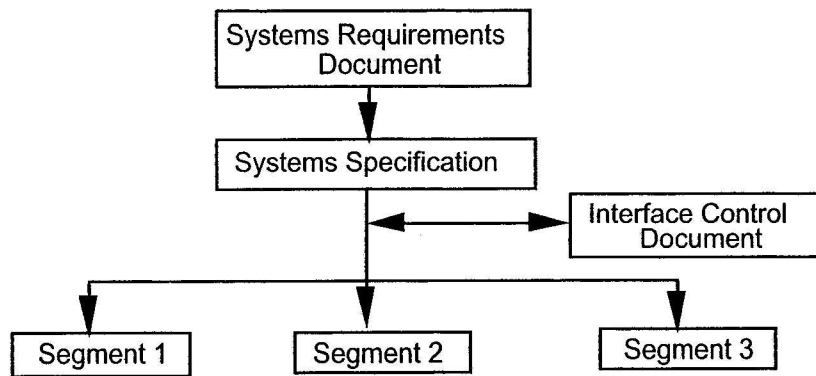 Systems Requirements
Document
Systems Specification
Interface Control
Document
Segment 1
Segment 2
Segment 3